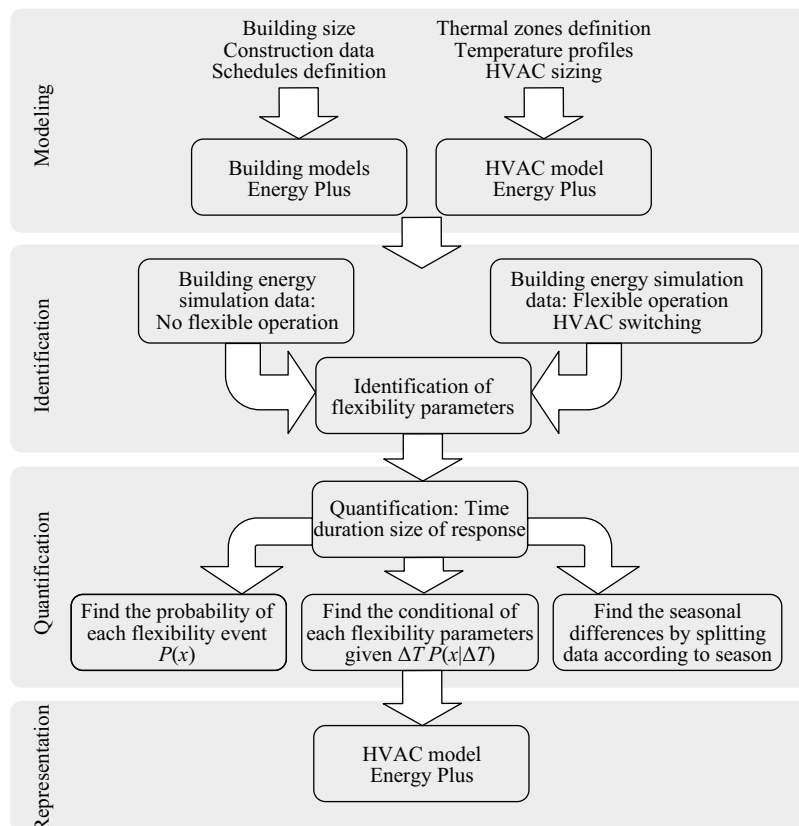 Modeling
Building size
Construction data
Schedules definition
Thermal zones definition
Temperature profiles
HVAC sizing
Building models
Energy Plus
HVAC model
Energy Plus
Identification
Building energy
simulation data:
No flexible operation
Building energy simulation
data: Flexible operation
HVAC switching
Identification of
flexibility parameters
Quantification
Quantification: Time
duration size of response
Find the probability of
each flexibility event
P(x)
Find the conditional of
each flexibility parameters
given ΔT P(x|ΔT)
Find the seasonal
differences by splitting
data according to season
Representation
HVAC model
Energy Plus